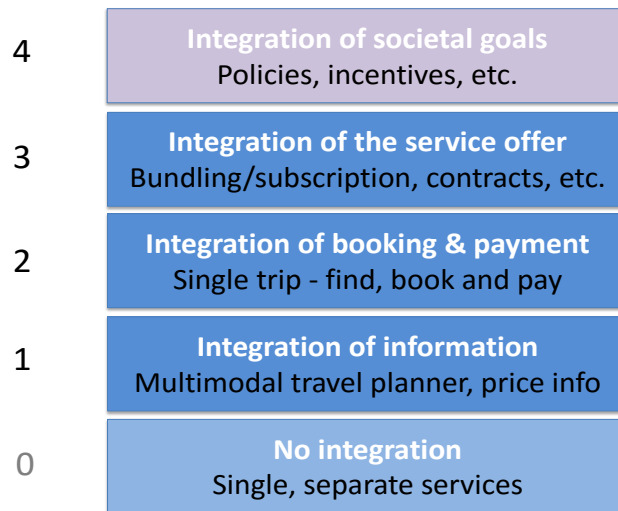 4
Integration of societal goals
Policies, incentives, etc.
3
Integration of the service offer
Bundling/subscription, contracts, etc.
2
Integration of booking & payment
Single trip - find, book and pay
1
Integration of information
Multimodal travel planner, price info
0
No integration
Single, separate services